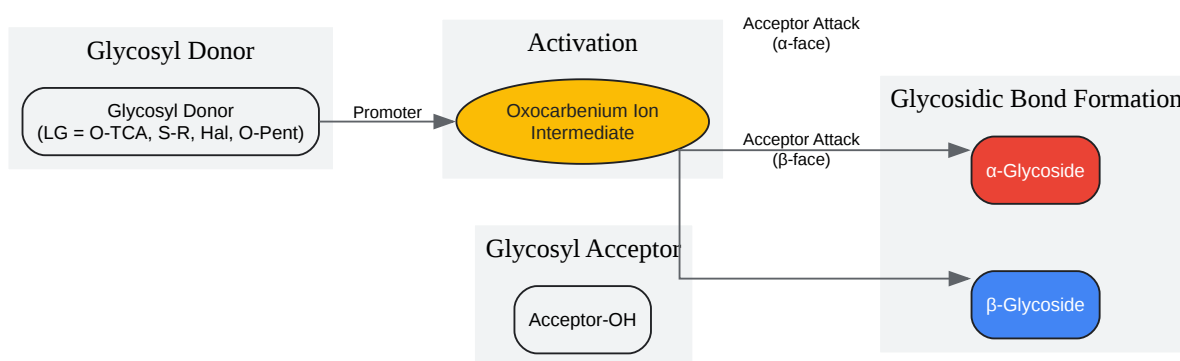 Glycosyl Donor
Glycosyl Donor
(LG = O-TCA, S-R, Hal, O-Pent)
Promoter
Activation
Oxocarbenium Ion
Intermediate
Acceptor Attack
(α-face)
Acceptor Attack
(β-face)
Glycosyl Acceptor
Acceptor-OH
Glycosidic Bond Formation
α-Glycoside
β-Glycoside